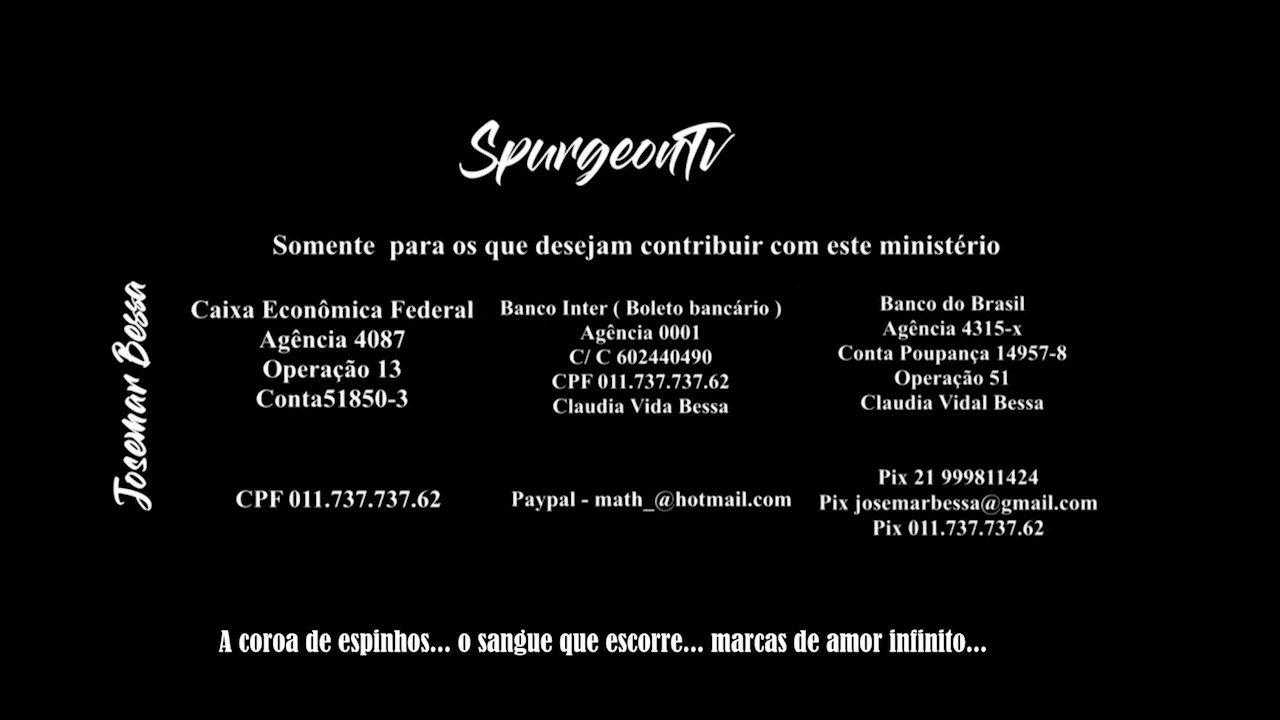 SpurgeonTv
Somente para os que desejam contribuir com este ministério
Josemar Bessa
Caixa Econômica Federal
Agência 4087
Operação 13
Conta51850-3
CPF 011.737.737.62
Banco Inter ( Boleto bancário )
Agência 0001
C/ C 602440490
CPF 011.737.737.62
Claudia Vida Bessa
Paypal - math_@hotmail.com
Banco do Brasil
Agência 4315-x
Conta Poupança 14957-8
Operação 51
Claudia Vidal Bessa
Pix 21 999811424
Pix josemarbessa@gmail.com
Pix 011.737.737.62
A coroa de espinhos... o sangue que escorre... marcas de amor infinito...